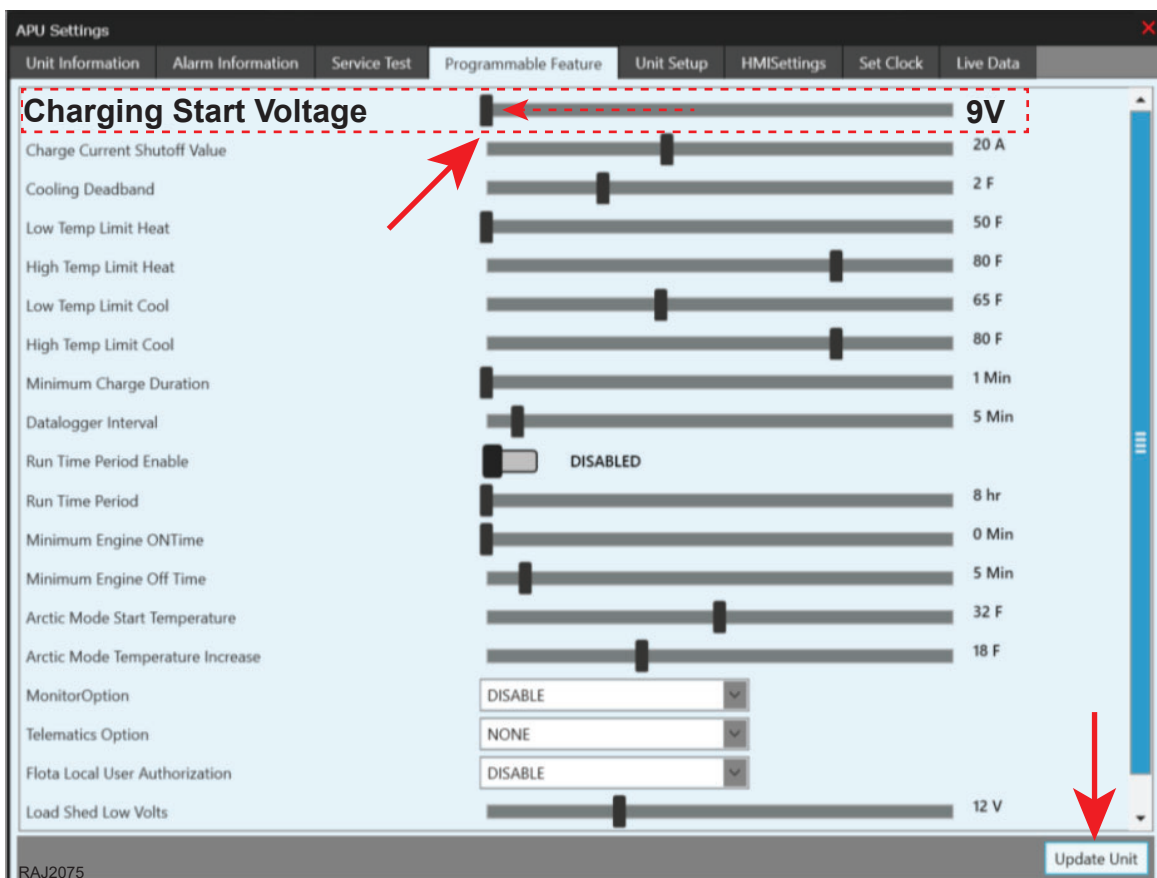 APU Settings
Unit Information Alarm Information Service Test Programmable Feature Unit Setup HMISettings Set Clock Live Data
Charging Start Voltage 9V
Charge Current Shutoff Value 20 A
Cooling Deadband 2 F
Low Temp Limit Heat 50 F
High Temp Limit Heat 80 F
Low Temp Limit Cool 65 F
High Temp Limit Cool 80 F
Minimum Charge Duration 1 Min
Datalogger Interval 5 Min
Run Time Period Enable DISABLED
Run Time Period 8 hr
Minimum Engine ONTime 0 Min
Minimum Engine Off Time 5 Min
Arctic Mode Start Temperature 32 F
Arctic Mode Temperature Increase 18 F
MonitorOption DISABLE
Telematics Option NONE
Flota Local User Authorization DISABLE
Load Shed Low Volts 12 V
Update Unit
RAJ2075